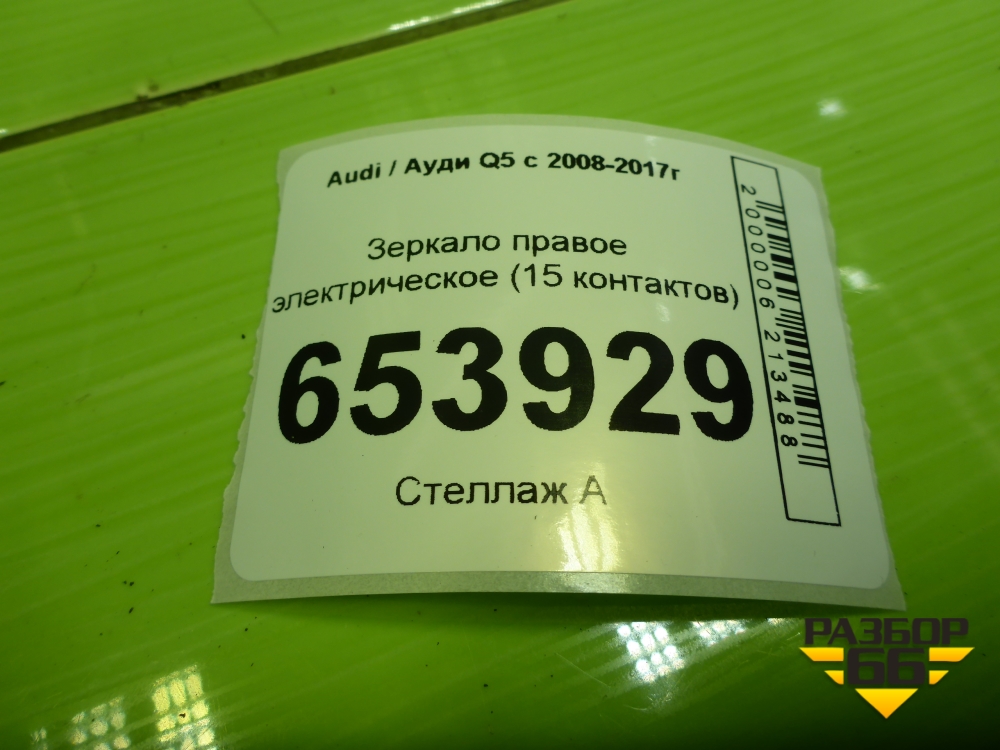 Audi / Ауди Q5 с 2008-2017г
Зеркало правое
электрическое (15 контактов)
653929
Стеллаж А
2000006213488
РАЗБОР
66